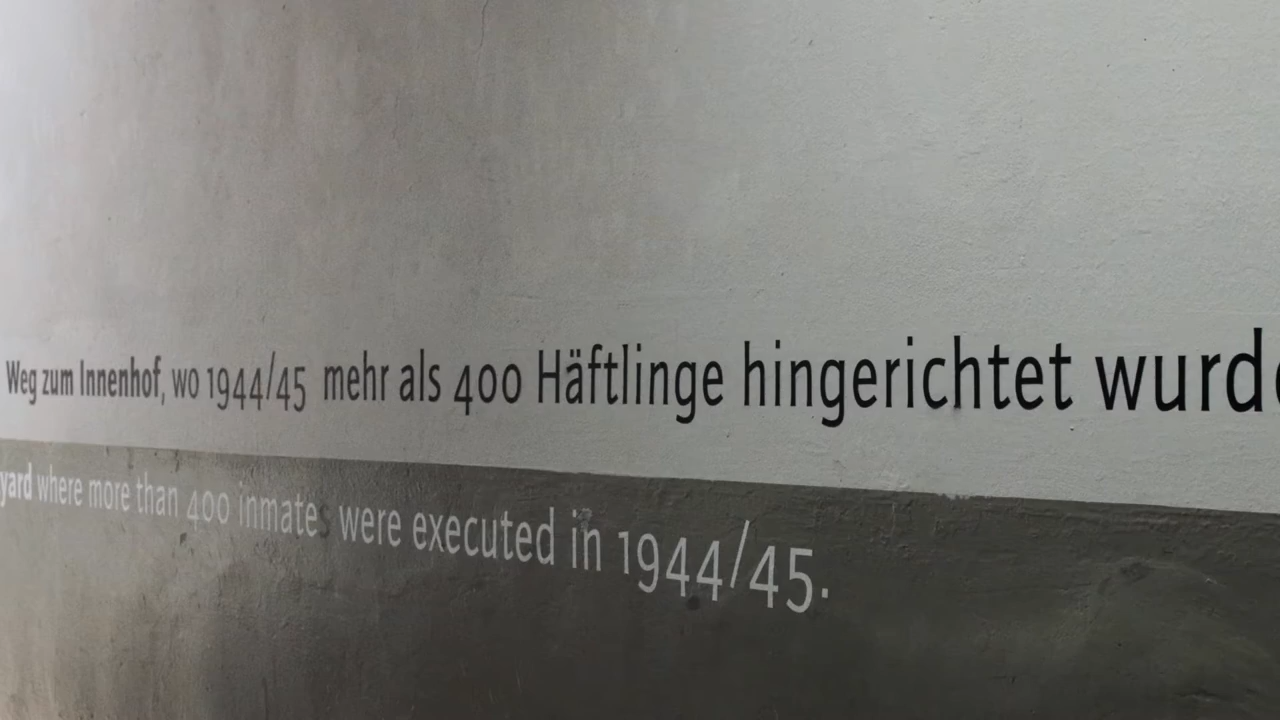 Weg zum Innenhof, wo 1944/45 mehr als 400 Häftlinge hingerichtet wurde
yard where more than 400 inmates were executed in 1944/45.